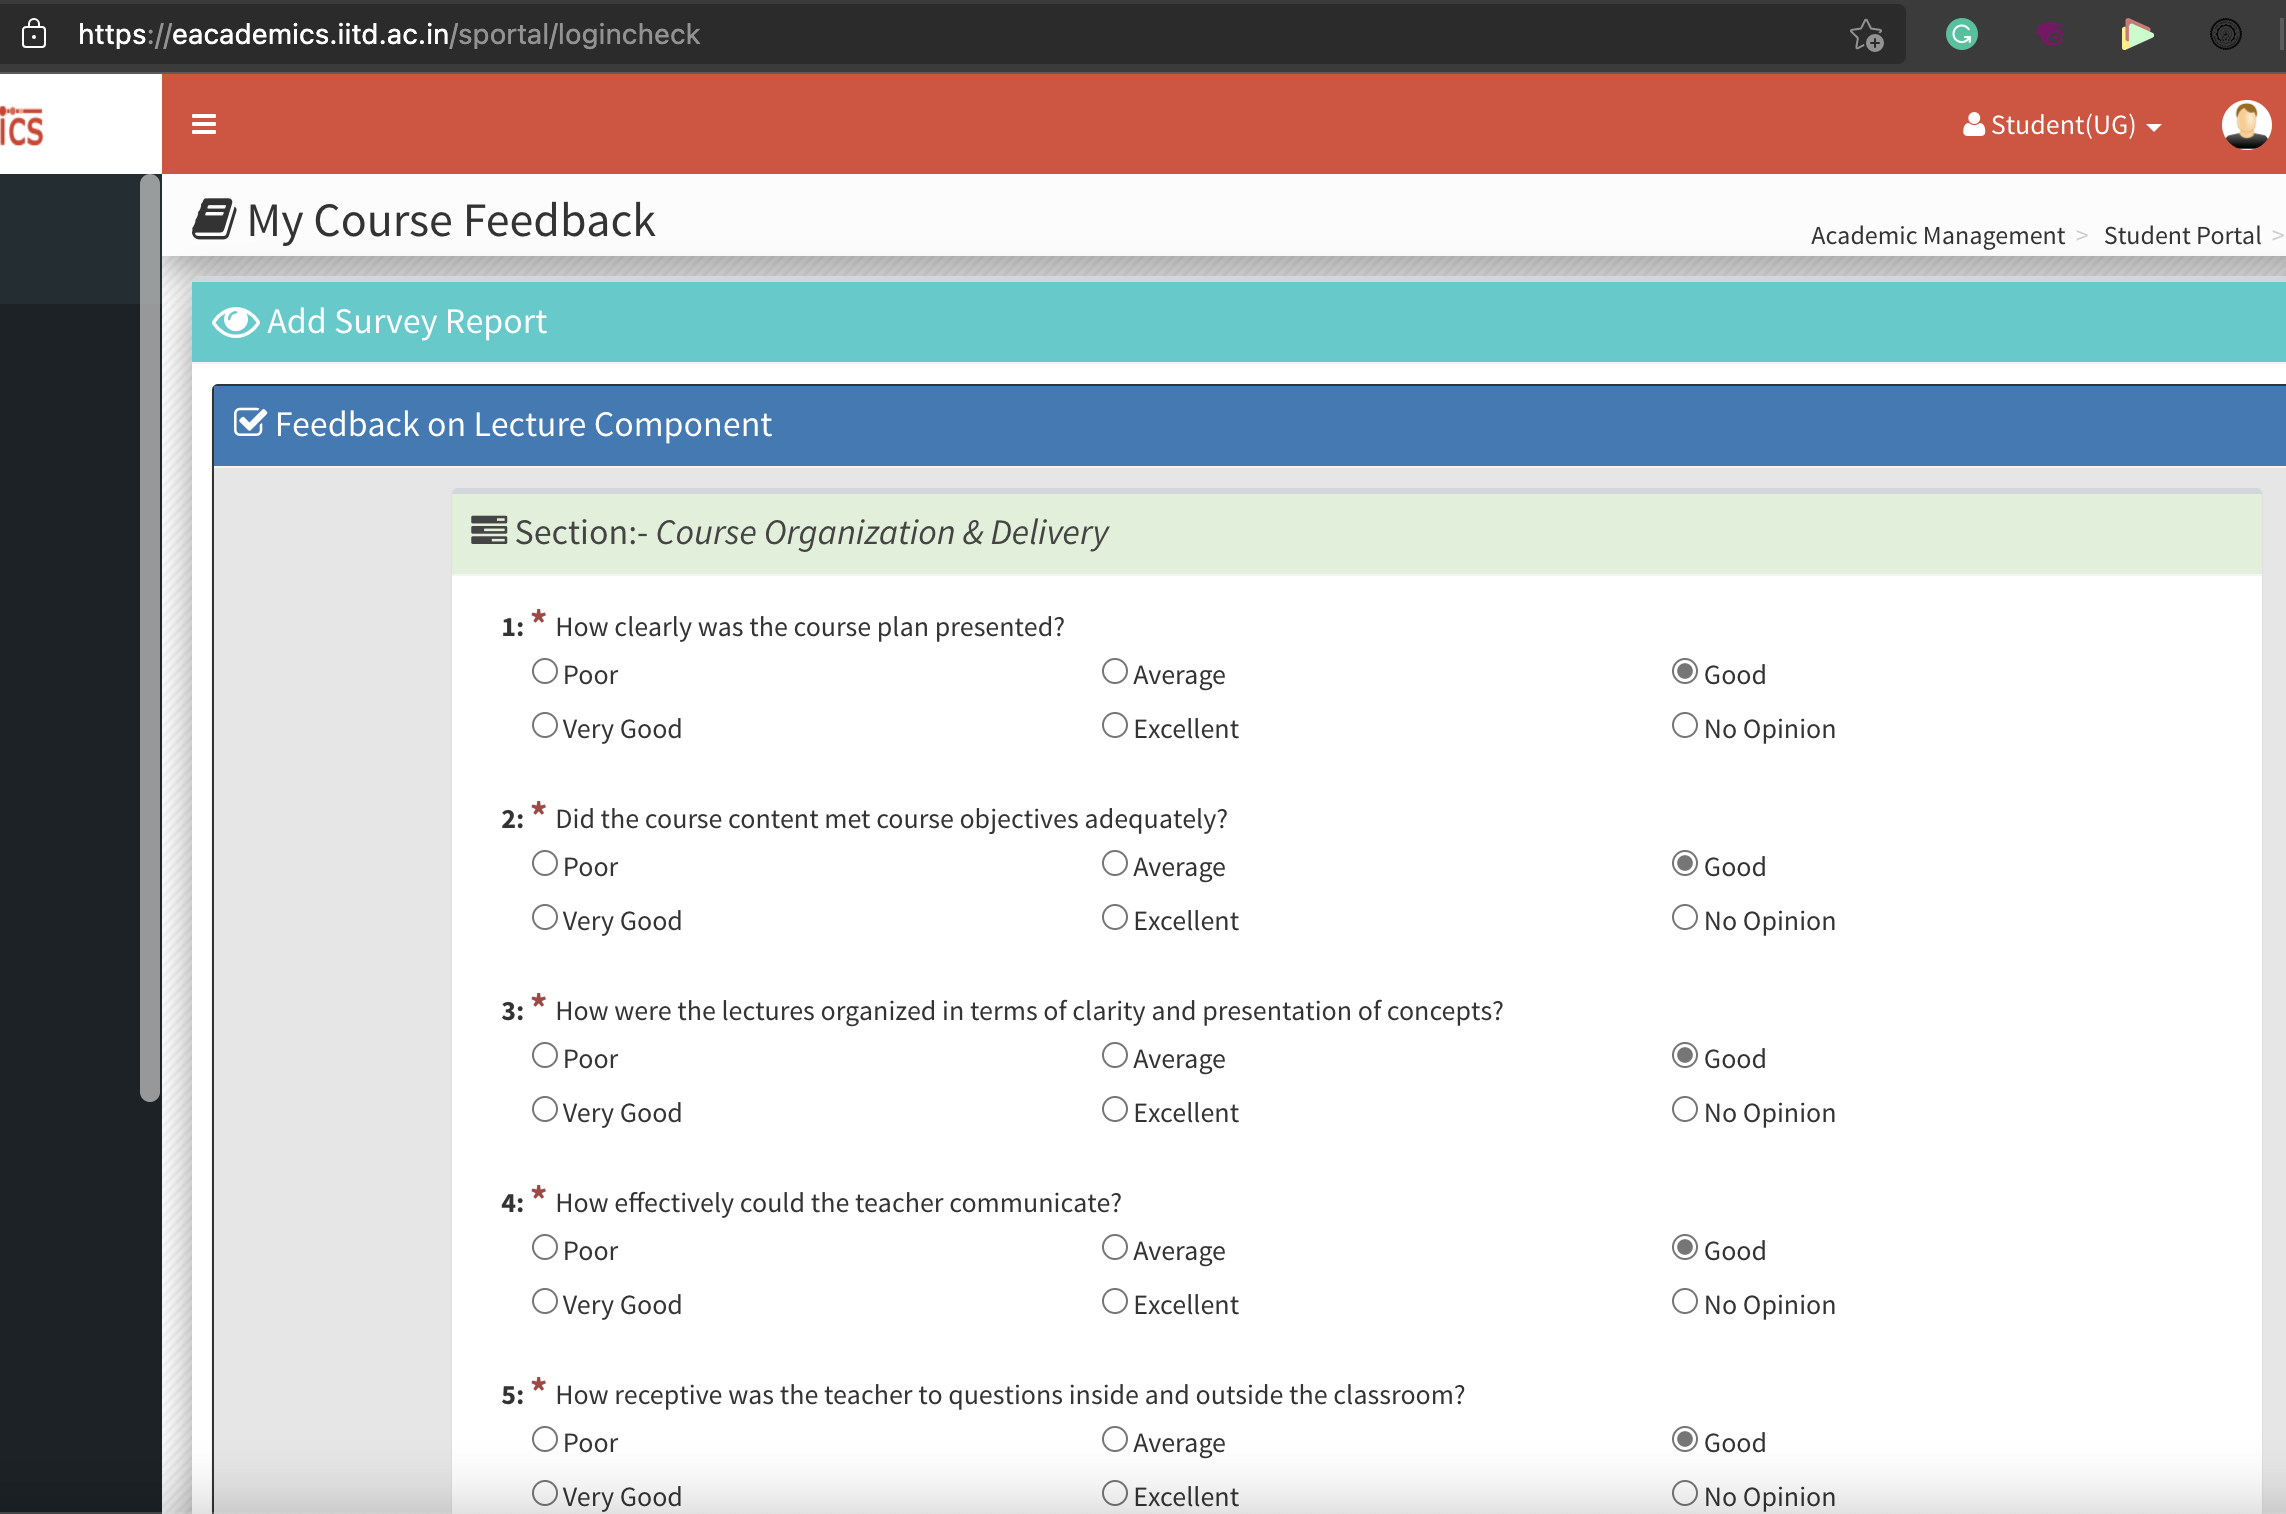 https://eacademics.iitd.ac.in/sportal/logincheck
ics
Student(UG)
My Course Feedback
Academic Management > Student Portal >
Add Survey Report
Feedback on Lecture Component
Section:- Course Organization & Delivery
1: * How clearly was the course plan presented?
Poor Average Good
Very Good Excellent No Opinion
2: * Did the course content met course objectives adequately?
Poor Average Good
Very Good Excellent No Opinion
3: * How were the lectures organized in terms of clarity and presentation of concepts?
Poor Average Good
Very Good Excellent No Opinion
4: * How effectively could the teacher communicate?
Poor Average Good
Very Good Excellent No Opinion
5: * How receptive was the teacher to questions inside and outside the classroom?
Poor Average Good
Very Good Excellent No Opinion